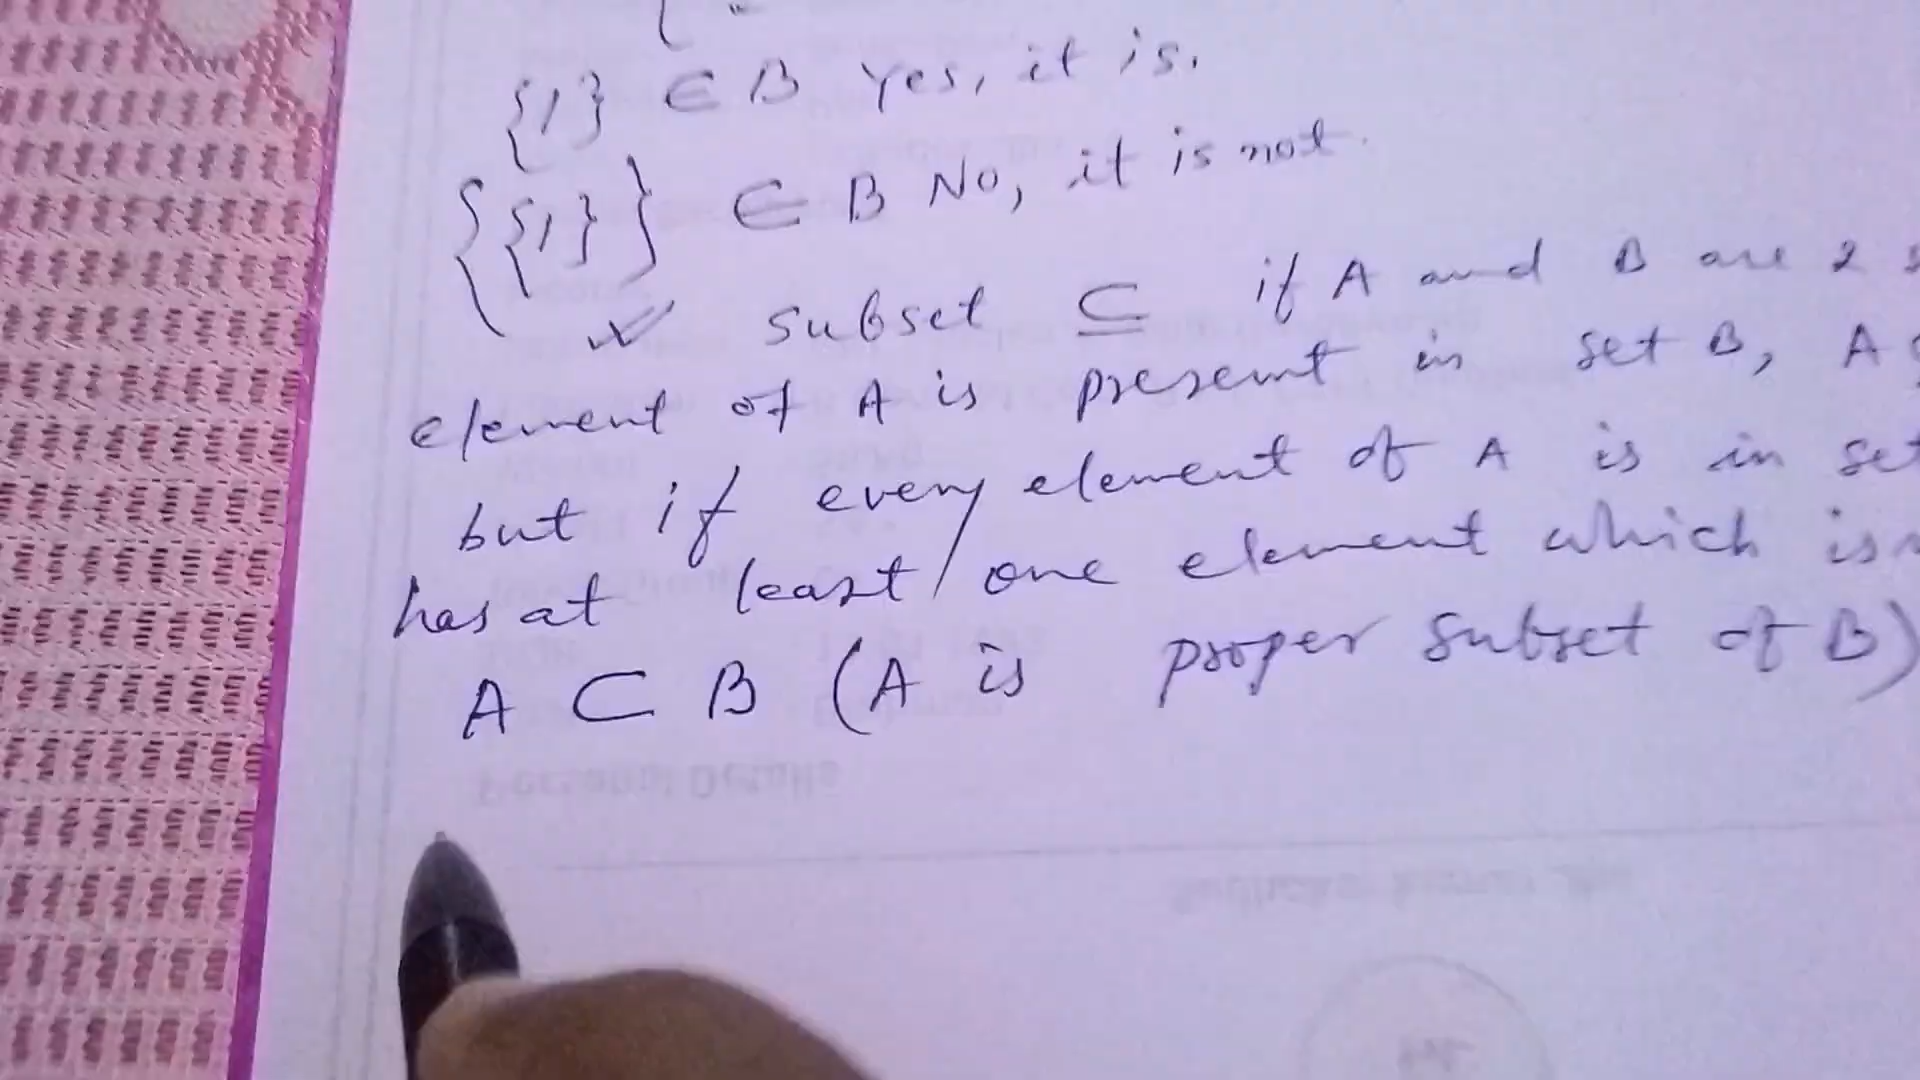 {1} ∈ B Yes, it is.
{{1}} ∈ B No, it is not.
subset ⊆ if A and B are 2
element of A is present in set B, A
but if every element of A is in set
has at least one element which is
A ⊂ B (A is proper subset of B)
Personal Details